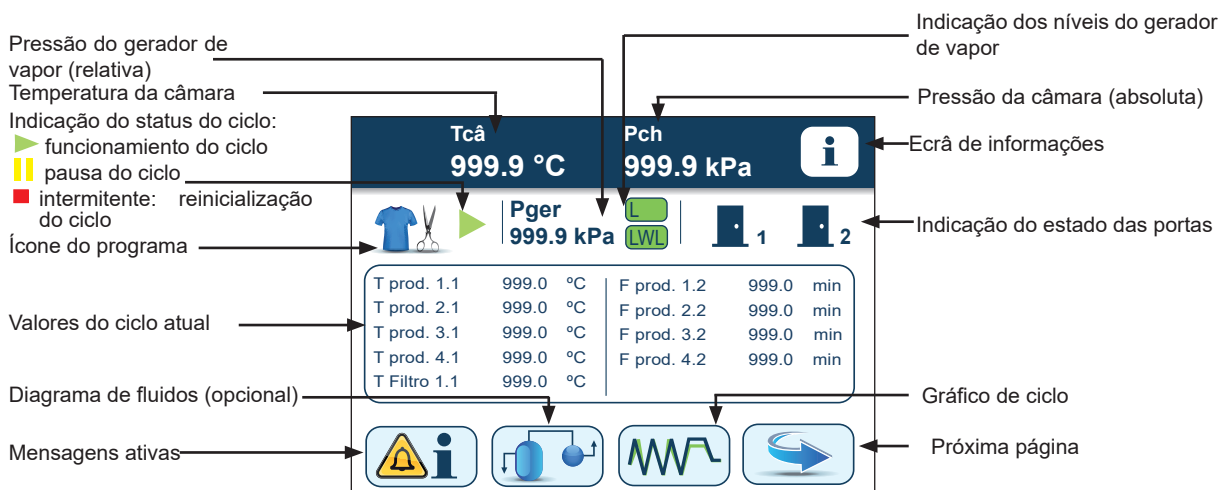 Pressão do gerador de
vapor (relativa)
Temperatura da câmara
Indicação do status do ciclo:
funcionamiento do ciclo
pausa do ciclo
intermitente: reinicialização
do ciclo
Ícone do programa
Valores do ciclo atual
Diagrama de fluidos (opcional)
Mensagens ativas
Indicação dos níveis do gerador
de vapor
Pressão da câmara (absoluta)
Ecrâ de informações
Indicação do estado das portas
Gráfico de ciclo
Próxima página
Tcâ
999.9 °C
Pch
999.9 kPa
i
Pger
999.9 kPa
L
LWL
1
2
T prod. 1.1 999.0 ºC
T prod. 2.1 999.0 ºC
T prod. 3.1 999.0 ºC
T prod. 4.1 999.0 ºC
T Filtro 1.1 999.0 ºC
F prod. 1.2 999.0 min
F prod. 2.2 999.0 min
F prod. 3.2 999.0 min
F prod. 4.2 999.0 min
i